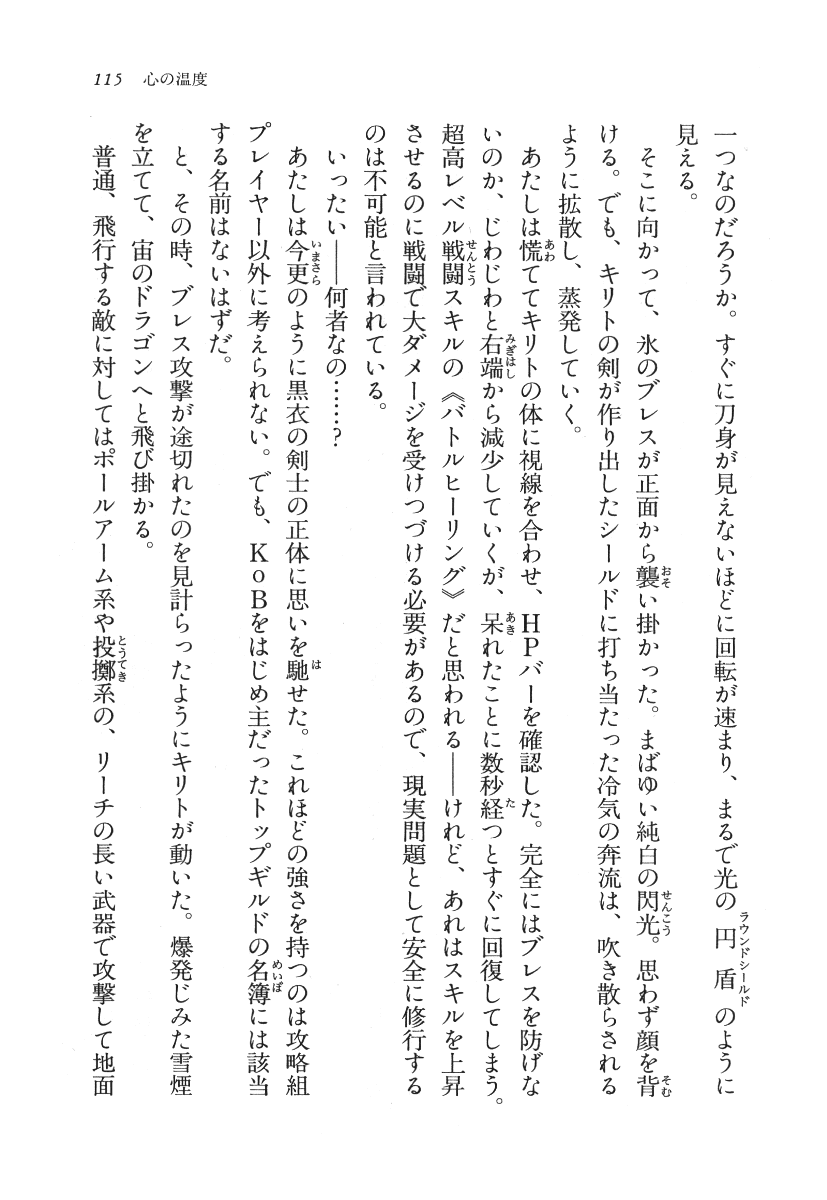 115　心の温度
一つなのだろうか。すぐに刀身が見えないほどに回転が速まり、まるで光の円盾のように
見える。
そこに向かって、氷のブレスが正面から襲い掛かった。まばゆい純白の閃光。思わず顔を背
ける。でも、キリトの剣が作り出したシールドに打ち当たった冷気の奔流は、吹き散らされる
ように拡散し、蒸発していく。
あたしは慌ててキリトの体に視線を合わせ、HPバーを確認した。完全にはブレスを防げな
いのか、じわじわと右端から減少していくが、呆れたことに数秒経つとすぐに回復してしまう。
超高レベル戦闘スキルの《バトルヒーリング》だと思われる——けれど、あれはスキルを上昇
させるのに戦闘で大ダメージを受けつづける必要があるので、現実問題として安全に修行する
のは不可能と言われている。
いったい——何者なの……？
あたしは今更のように黒衣の剣士の正体に思いを馳せた。これほどの強さを持つのは攻略組
プレイヤー以外に考えられない。でも、KoBをはじめ主だったトップギルドの名簿には該当
する名前はないはずだ。
と、その時、ブレス攻撃が途切れたのを見計らったようにキリトが動いた。爆発じみた雪煙
を立てて、宙のドラゴンへと飛び掛かる。
普通、飛行する敵に対してはポールアーム系や投擲系の、リーチの長い武器で攻撃して地面